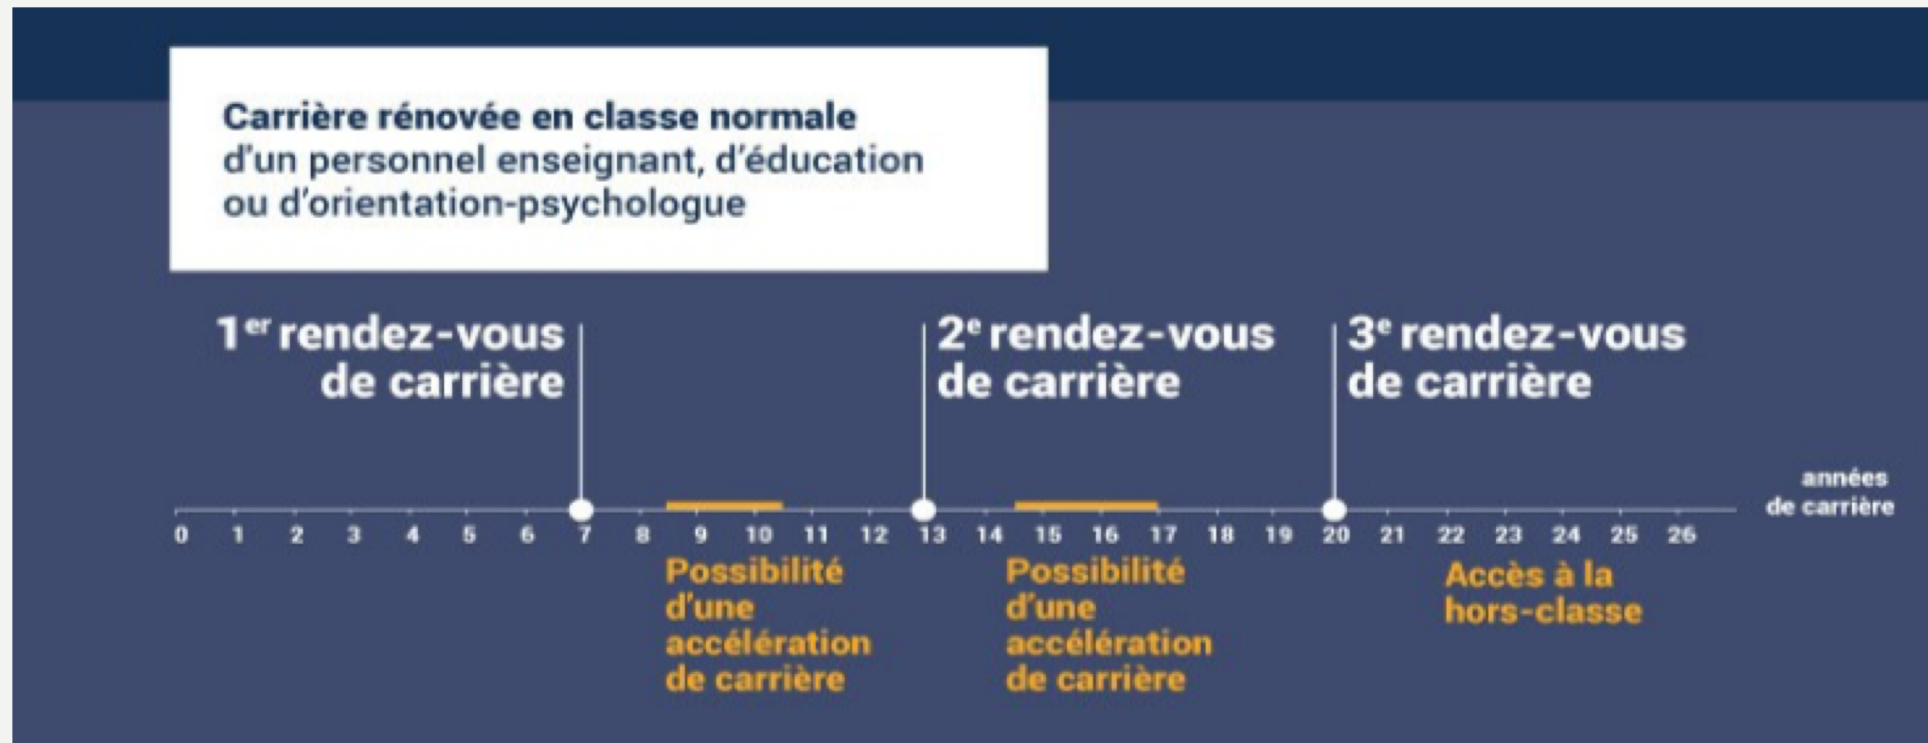 Carrière rénovée en classe normale
d'un personnel enseignant, d'éducation
ou d'orientation-psychologue
1er rendez-vous
de carrière
2e rendez-vous
de carrière
3e rendez-vous
de carrière
années
de carrière
0 1 2 3 4 5 6 7 8 9 10 11 12 13 14 15 16 17 18 19 20 21 22 23 24 25 26
Possibilité
d'une
accélération
de carrière
Possibilité
d'une
accélération
de carrière
Accès à la
hors-classe